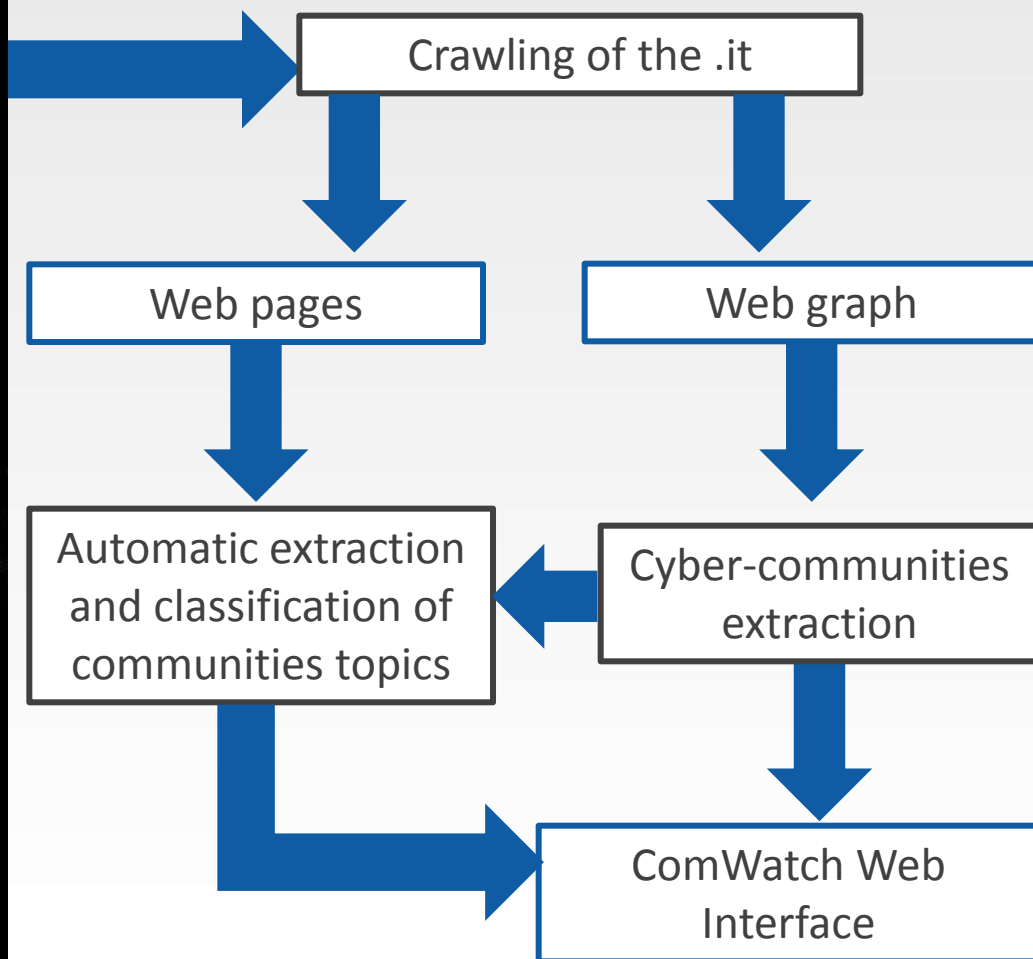 Crawling of the .it
Web pages
Web graph
Automatic extraction
and classification of
communities topics
Cyber-communities
extraction
ComWatch Web
Interface